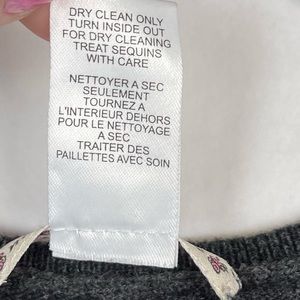 DRY CLEAN ONLY
TURN INSIDE OUT
FOR DRY CLEANING
TREAT SEQUINS
WITH CARE
NETTOYER A SEC
SEULEMENT
TOURNEZ A
L'INTERIEUR DEHORS
POUR LE NETTOYAGE
A SEC
TRAITER DES
PAILLETTES AVEC SOIN